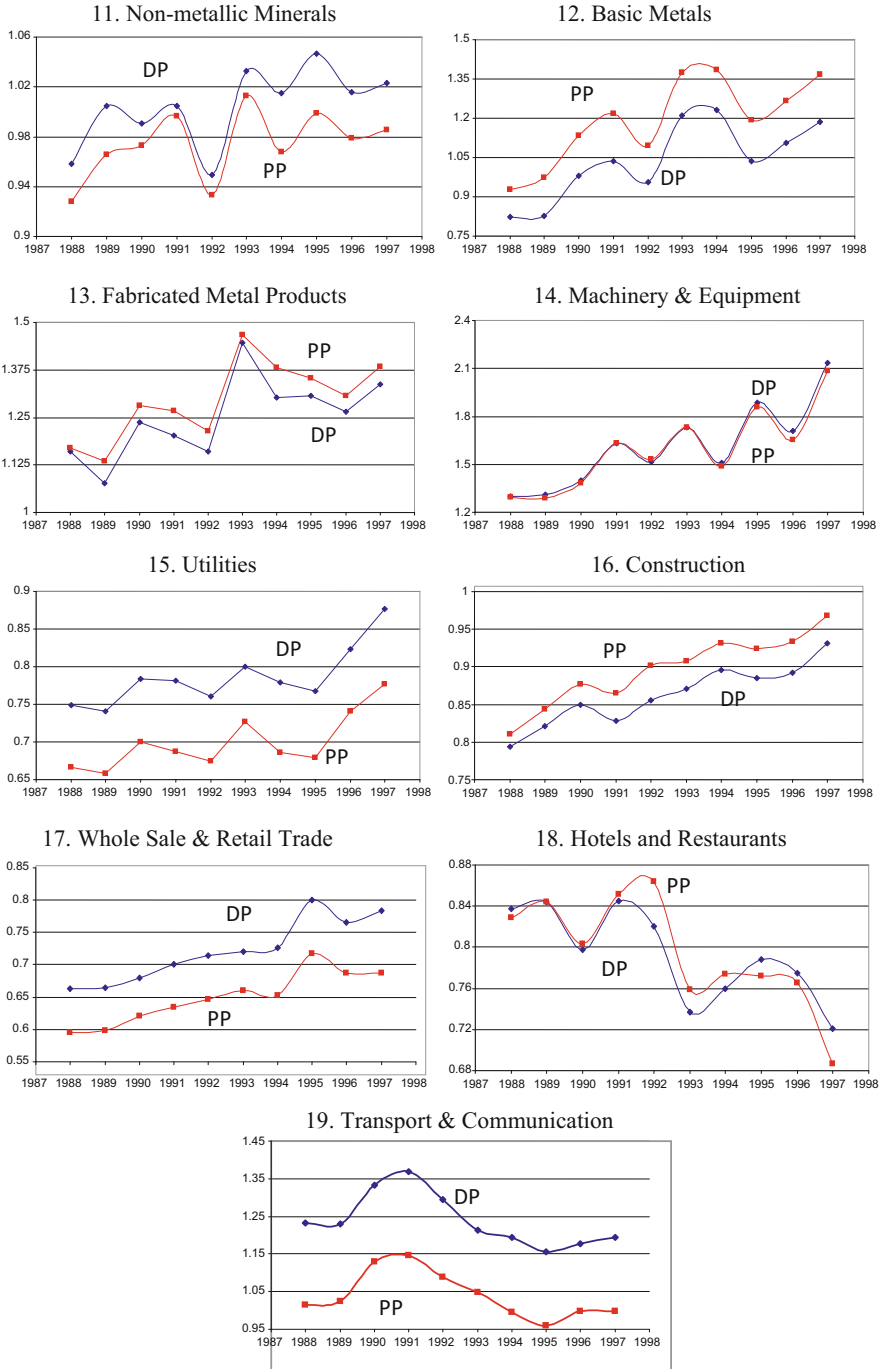 11. Non-metallic Minerals
1.06
1.02
0.98
0.94
0.9
DP
PP
1987 1988 1989 1990 1991 1992 1993 1994 1995 1996 1997 1998
12. Basic Metals
1.5
1.35
1.2
1.05
0.9
0.75
PP
DP
1987 1988 1989 1990 1991 1992 1993 1994 1995 1996 1997 1998
13. Fabricated Metal Products
1.5
1.375
1.25
1.125
1
PP
DP
1987 1988 1989 1990 1991 1992 1993 1994 1995 1996 1997 1998
14. Machinery & Equipment
2.4
2.1
1.8
1.5
1.2
DP
PP
1987 1988 1989 1990 1991 1992 1993 1994 1995 1996 1997 1998
15. Utilities
0.9
0.85
0.8
0.75
0.7
0.65
DP
PP
1987 1988 1989 1990 1991 1992 1993 1994 1995 1996 1997 1998
16. Construction
1
0.95
0.9
0.85
0.8
0.75
PP
DP
1987 1988 1989 1990 1991 1992 1993 1994 1995 1996 1997 1998
17. Whole Sale & Retail Trade
0.85
0.8
0.75
0.7
0.65
0.6
0.55
DP
PP
1987 1988 1989 1990 1991 1992 1993 1994 1995 1996 1997 1998
18. Hotels and Restaurants
0.88
0.84
0.8
0.76
0.72
0.68
PP
DP
1987 1988 1989 1990 1991 1992 1993 1994 1995 1996 1997 1998
19. Transport & Communication
1.45
1.35
1.25
1.15
1.05
0.95
DP
PP
1987 1988 1989 1990 1991 1992 1993 1994 1995 1996 1997 1998